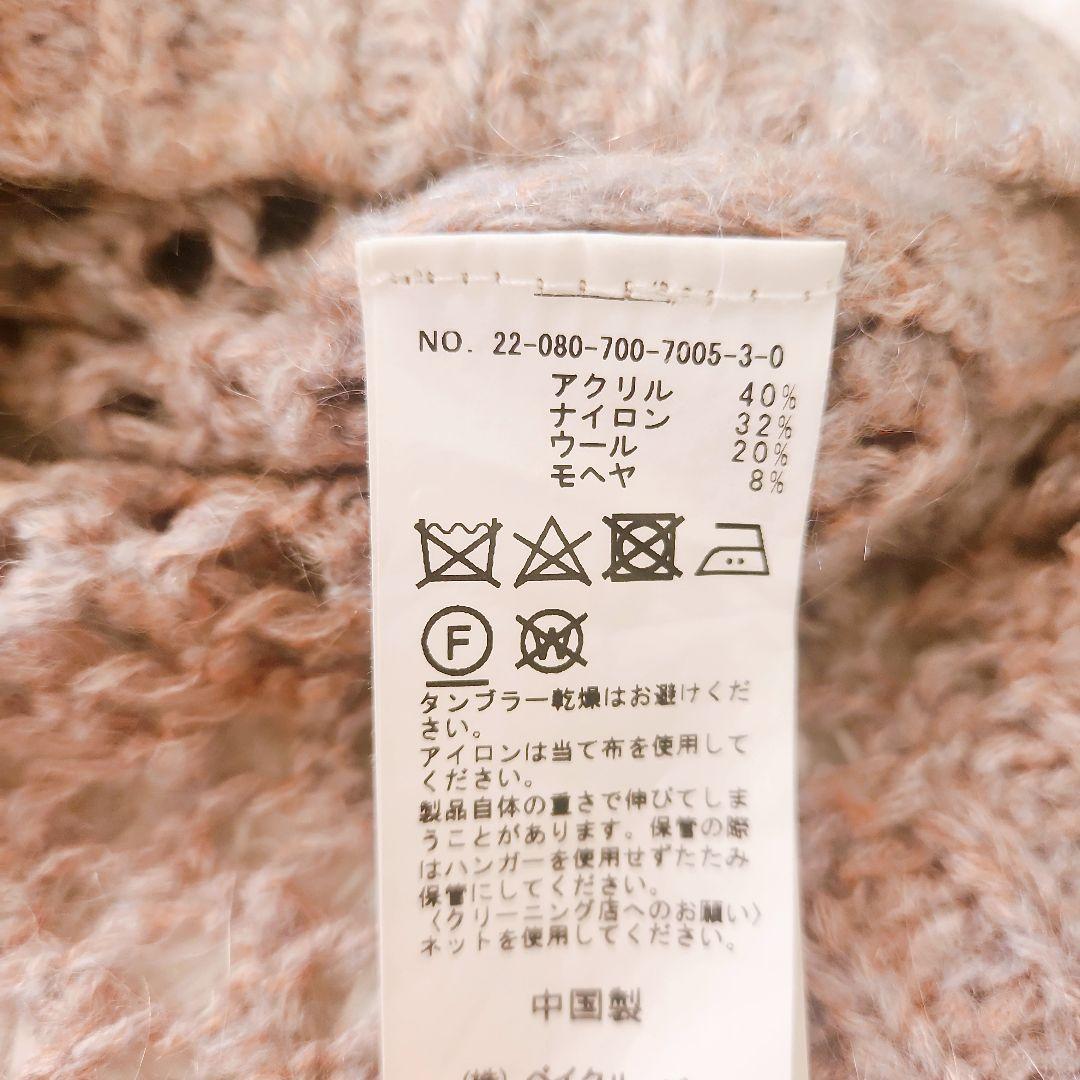 NO. 22-080-700-7005-3-0
アクリル 40%
ナイロン 32%
ウール 20%
モヘヤ 8%
F
W
タンブラー乾燥はお避けくだ
さい。
アイロンは当て布を使用して
ください。
製品自体の重さで伸びてしま
うことがあります。保管の際
はハンガーを使用せずたたみ
保管にしてください。
〈クリーニング店へのお願い〉
ネットを使用してください。
中国製
(株)